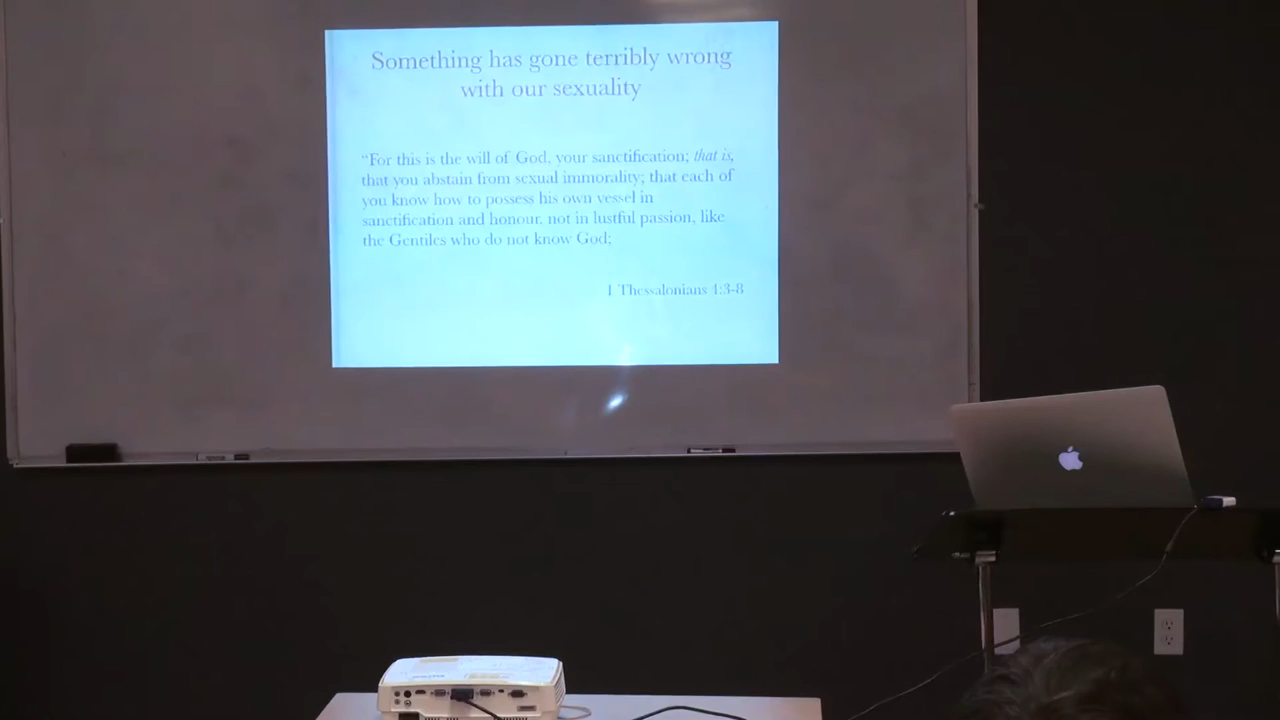 Something has gone terribly wrong
with our sexuality
“For this is the will of God, your sanctification; that is,
that you abstain from sexual immorality; that each of
you know how to possess his own vessel in
sanctification and honour. not in lustful passion, like
the Gentiles who do not know God;
1 Thessalonians 4:3-8